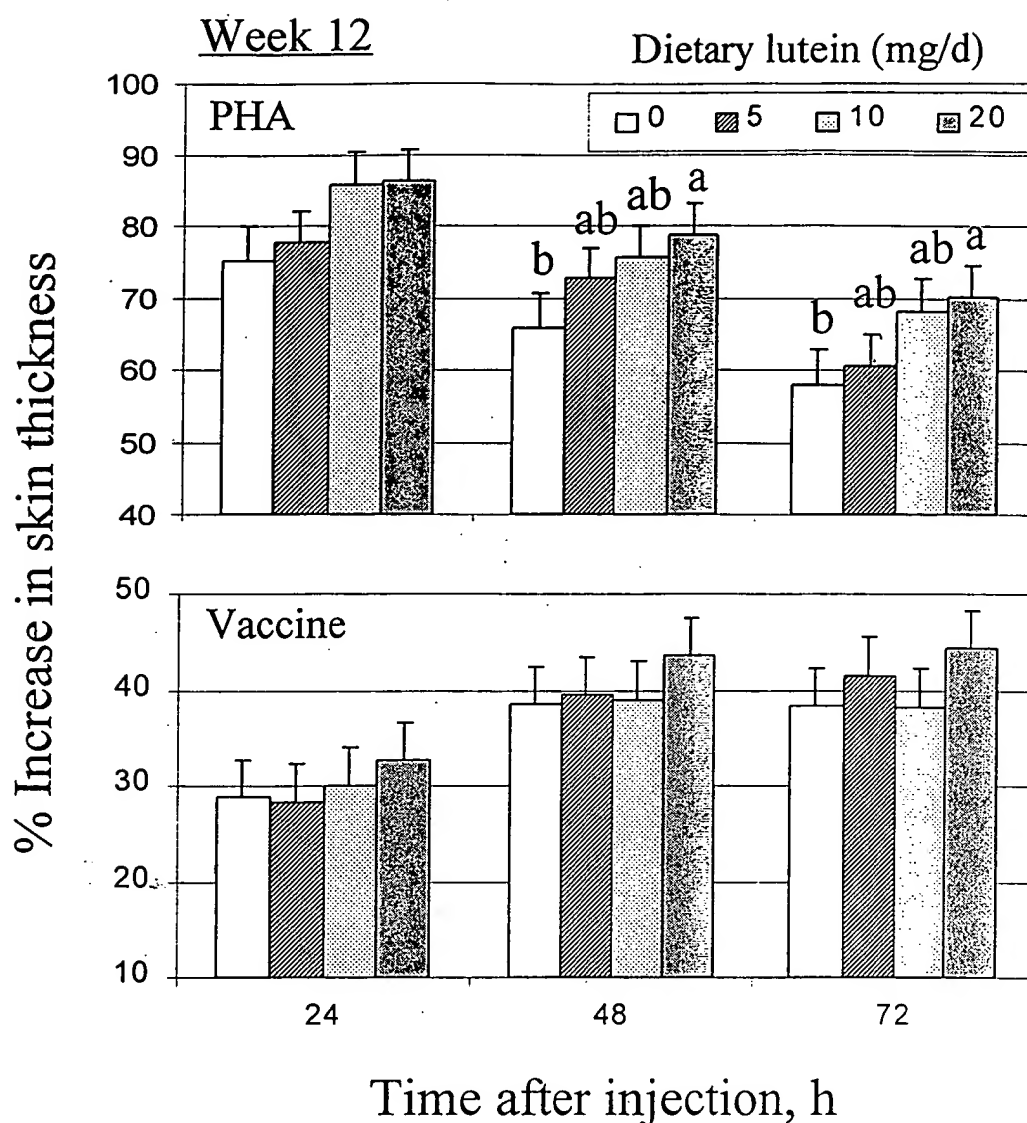 Week 12
Dietary lutein (mg/d)
PHA
0 5 10 20
100
90
80
70
60
50
40
b ab ab a
b ab ab a
% Increase in skin thickness
Vaccine
50
40
30
20
10
24 48 72
Time after injection, h